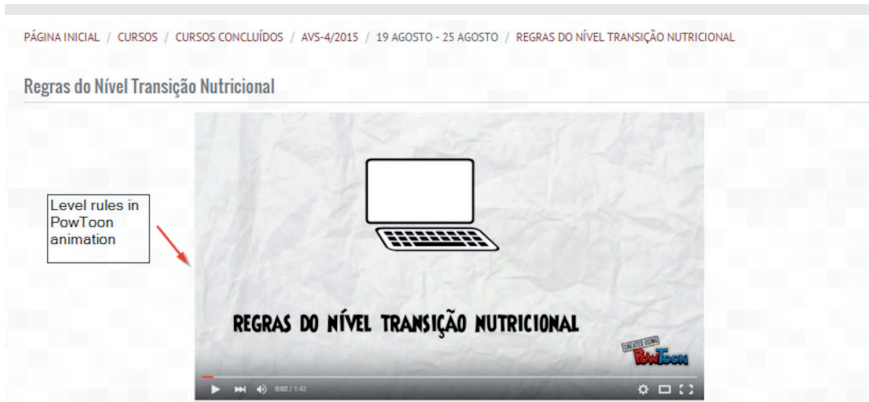 PÁGINA INICIAL / CURSOS / CURSOS CONCLUÍDOS / AVS-4/2015 / 19 AGOSTO - 25 AGOSTO / REGRAS DO NÍVEL TRANSIÇÃO NUTRICIONAL
Regras do Nível Transição Nutricional
Level rules in
PowToon
animation
REGRAS DO NÍVEL TRANSIÇÃO NUTRICIONAL
CREATED USING
PowToon
0:02 / 1:42